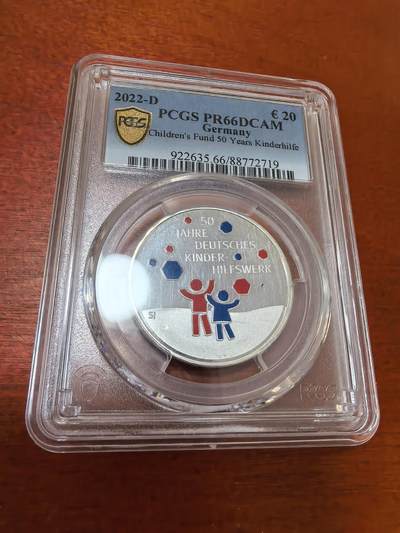 2022-D € 20
PCGS PR66DCAM
Germany
Children's Fund 50 Years Kinderhilfe
922635.66/88772719
PCGS
50
JAHRE
DEUTSCHES
KINDER-
HILFSWERK
SJ